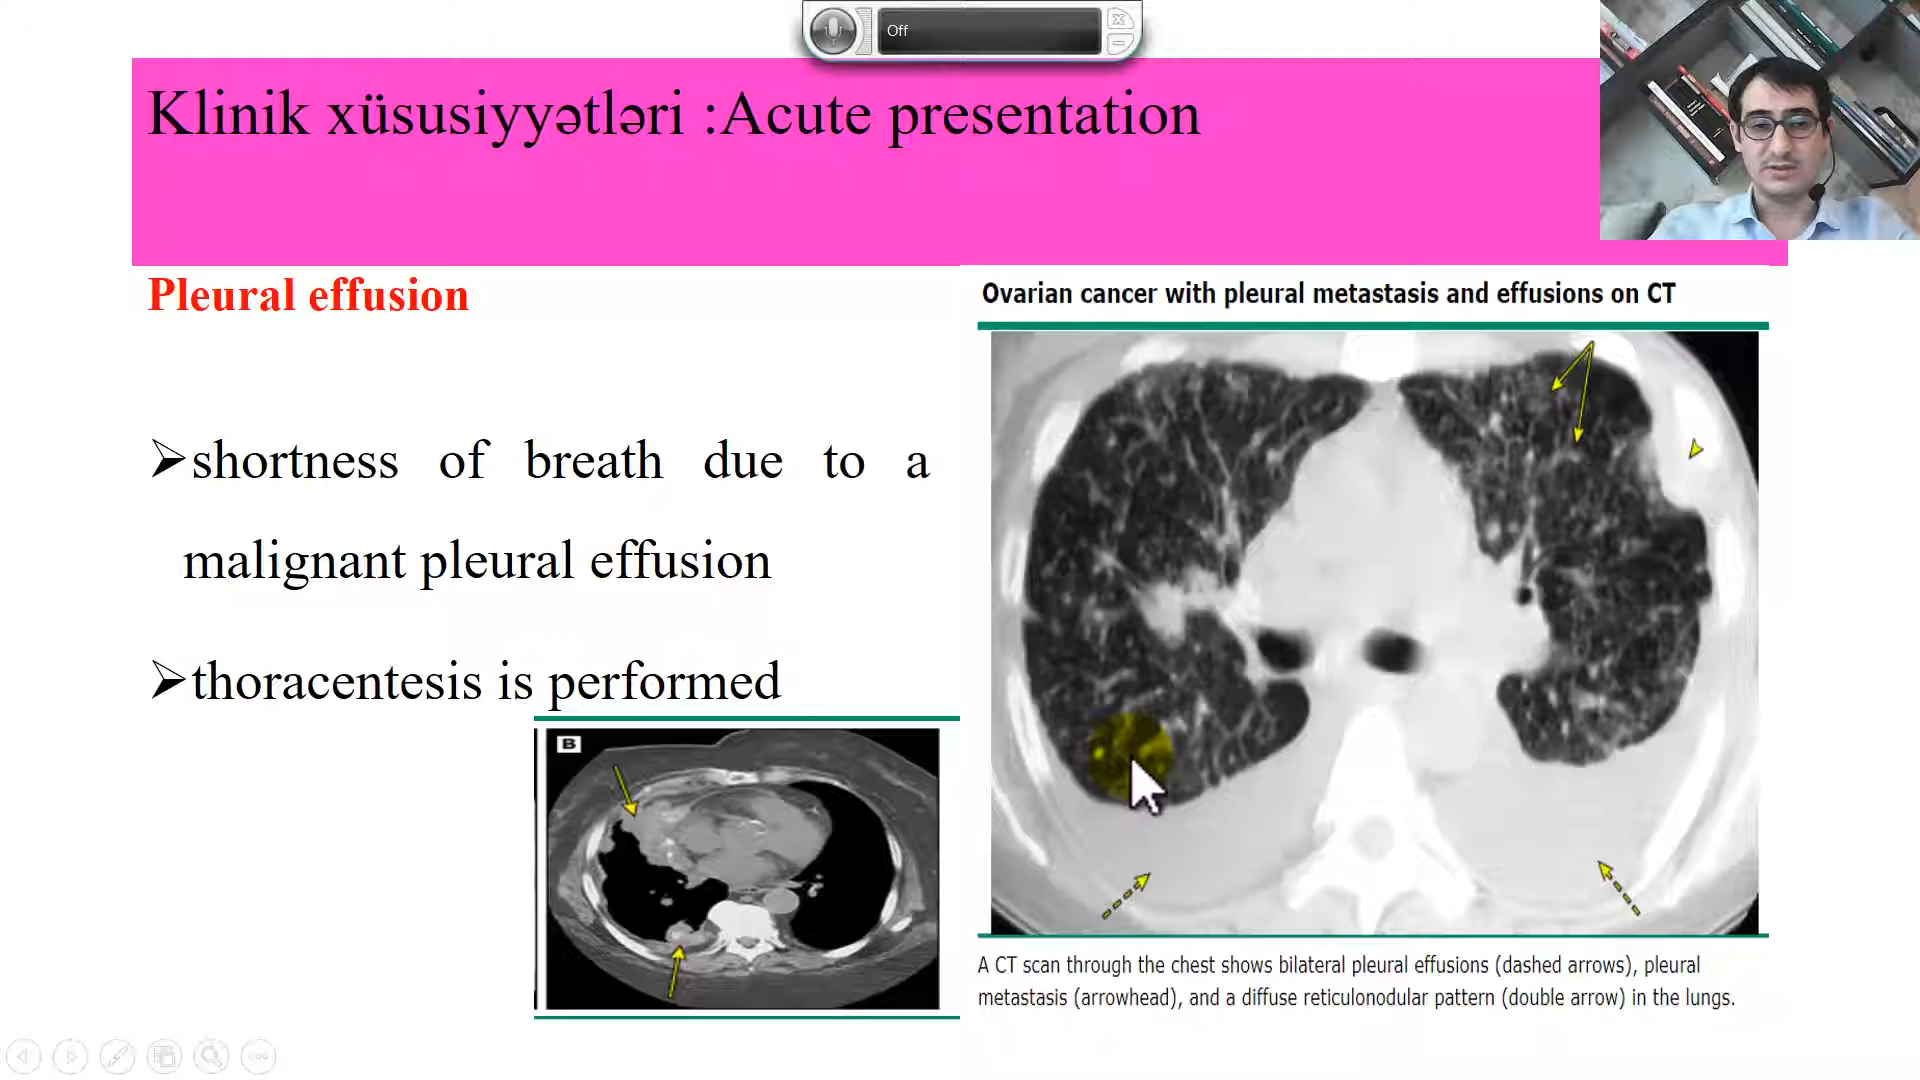 Off
Klinik xüsusiyyətləri :Acute presentation
Pleural effusion
shortness of breath due to a
malignant pleural effusion
thoracentesis is performed
B
Ovarian cancer with pleural metastasis and effusions on CT
A CT scan through the chest shows bilateral pleural effusions (dashed arrows), pleural
metastasis (arrowhead), and a diffuse reticulonodular pattern (double arrow) in the lungs.